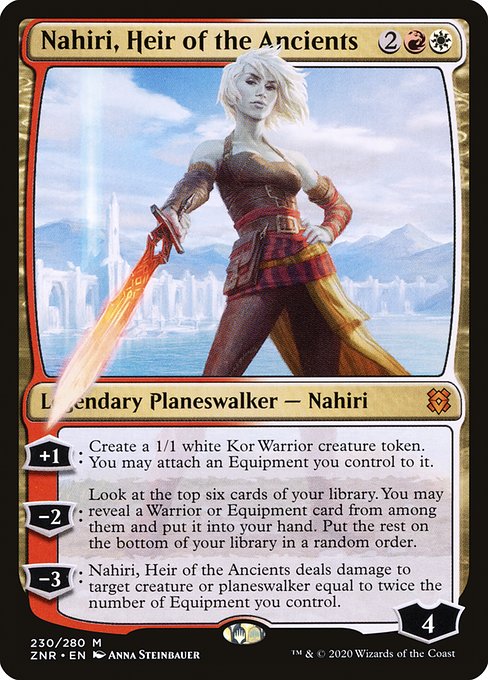 Nahiri, Heir of the Ancients 2
Legendary Planeswalker — Nahiri
+1 : Create a 1/1 white Kor Warrior creature token.
You may attach an Equipment you control to it.
−2 : Look at the top six cards of your library. You may
reveal a Warrior or Equipment card from among
them and put it into your hand. Put the rest on
the bottom of your library in a random order.
−3 : Nahiri, Heir of the Ancients deals damage to
target creature or planeswalker equal to twice the
number of Equipment you control.
4
230/280 M
ZNR • EN Anna Steinbauer
™ & © 2020 Wizards of the Coast